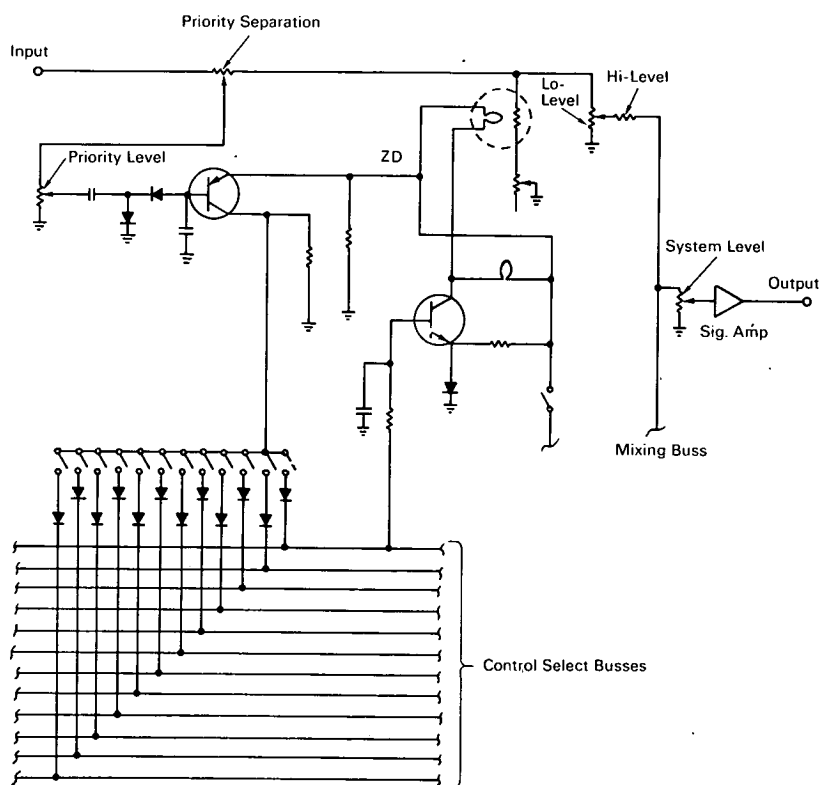 Priority Separation
Input
Hi-Level
Lo-
Level
ZD
Priority Level
System Level
Output
Sig. Amp
Mixing Buss
Control Select Busses